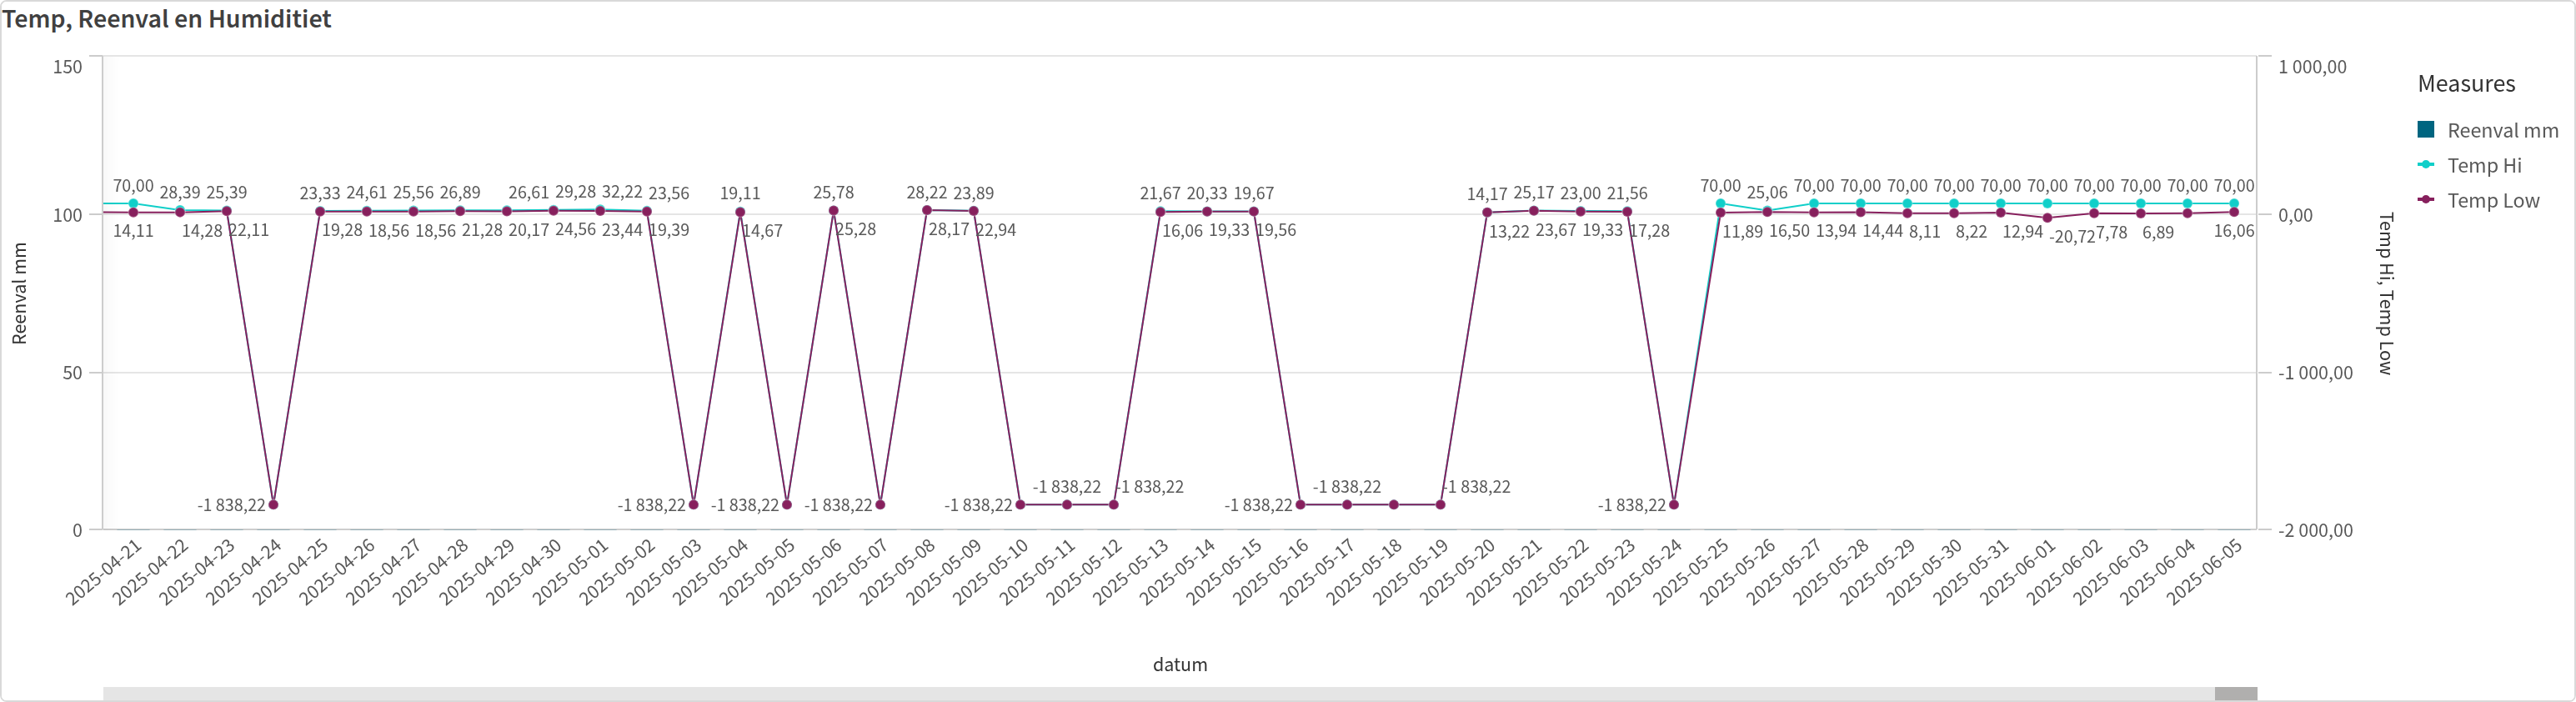 Temp, Reenval en Humiditiet
150
100
50
0
Reenval mm
1 000,00
0,00
-1 000,00
-2 000,00
Temp Hi, Temp Low
Measures
Reenval mm
Temp Hi
Temp Low
70,00 28,39 25,39 23,33 24,61 25,56 26,89 26,61 29,28 32,22 23,56 19,11 25,78 28,22 23,89 21,67 20,33 19,67 14,17 25,17 23,00 21,56 70,00 25,06 70,00 70,00 70,00 70,00 70,00 70,00 70,00 70,00 70,00 70,00
14,11 14,28 22,11 19,28 18,56 18,56 21,28 20,17 24,56 23,44 19,39 14,67 25,28 28,17 22,94 16,06 19,33 19,56 13,22 23,67 19,33 17,28 11,89 16,50 13,94 14,44 8,11 8,22 12,94 -20,72 7,78 6,89 16,06
-1 838,22 -1 838,22 -1 838,22 -1 838,22 -1 838,22 -1 838,22 -1 838,22 -1 838,22 -1 838,22 -1 838,22 -1 838,22
2025-04-21 2025-04-22 2025-04-23 2025-04-24 2025-04-25 2025-04-26 2025-04-27 2025-04-28 2025-04-29 2025-04-30 2025-05-01 2025-05-02 2025-05-03 2025-05-04 2025-05-05 2025-05-06 2025-05-07 2025-05-08 2025-05-09 2025-05-10 2025-05-11 2025-05-12 2025-05-13 2025-05-14 2025-05-15 2025-05-16 2025-05-17 2025-05-18 2025-05-19 2025-05-20 2025-05-21 2025-05-22 2025-05-23 2025-05-24 2025-05-25 2025-05-26 2025-05-27 2025-05-28 2025-05-29 2025-05-30 2025-05-31 2025-06-01 2025-06-02 2025-06-03 2025-06-04 2025-06-05
datum